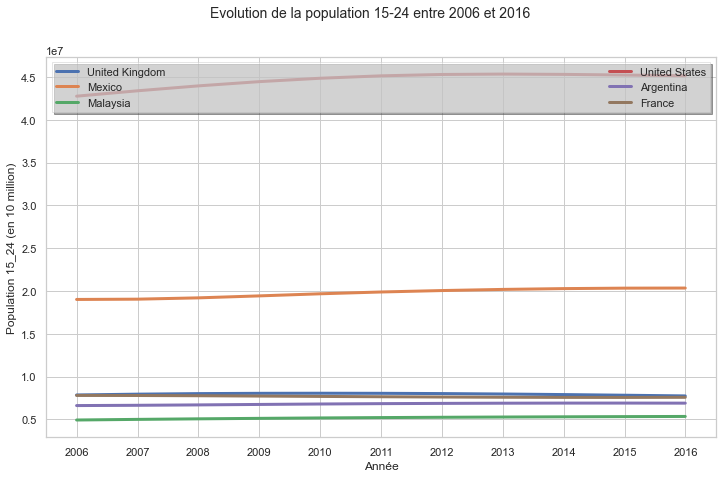 Evolution de la population 15-24 entre 2006 et 2016
1e7
United Kingdom
Mexico
Malaysia
United States
Argentina
France
4.5
4.0
3.5
3.0
2.5
2.0
1.5
1.0
0.5
Population 15_24 (en 10 million)
2006 2007 2008 2009 2010 2011 2012 2013 2014 2015 2016
Année